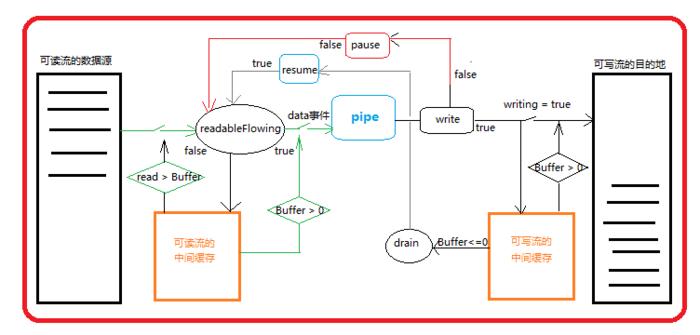 可读流的数据源
可写流的目的地
false
pause
true
resume
false
data事件
readableFlowing
pipe
write
writing = true
false
true
true
read > Buffer
Buffer > 0
Buffer > 0
可读流的
中间缓存
drain
Buffer<=0
可写流的
中间缓存